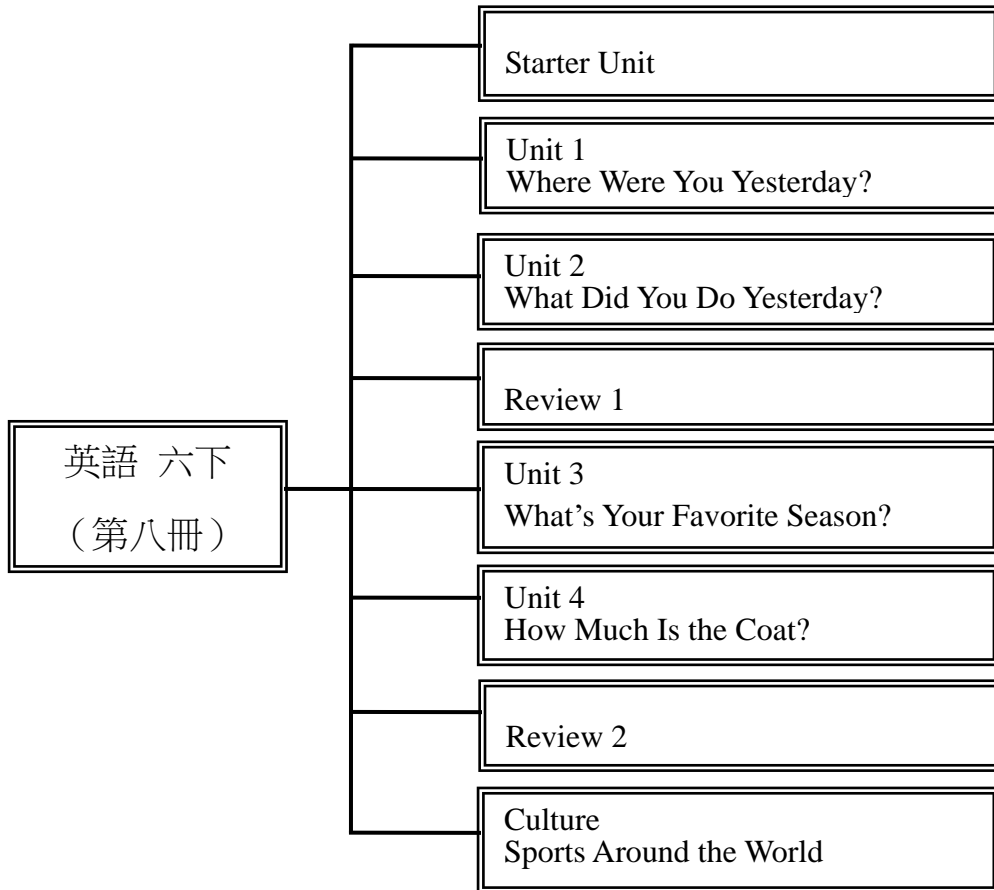 Starter Unit
Unit 1
Where Were You Yesterday?
Unit 2
What Did You Do Yesterday?
Review 1
英語 六下
（第八冊）
Unit 3
What’s Your Favorite Season?
Unit 4
How Much Is the Coat?
Review 2
Culture
Sports Around the World